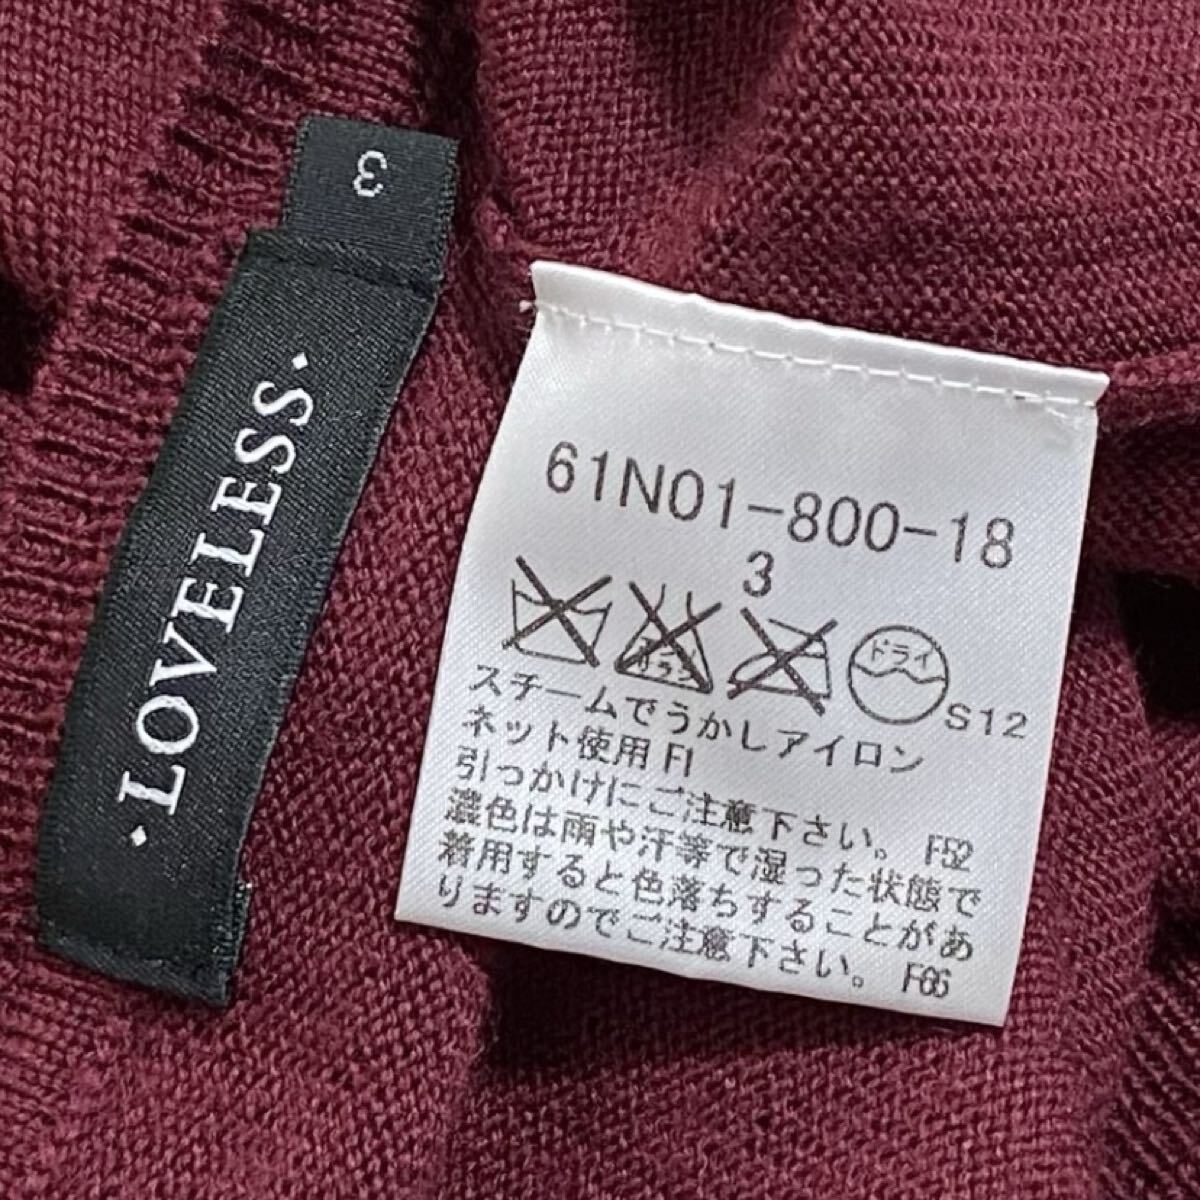 3
·LOVELESS·
61N01-800-18
3
ドライ
S12
スチームでうかしアイロン
ネット使用 F1
引っかけにご注意下さい。 F52
濃色は雨や汗等で湿った状態で
着用すると色落ちすることがあ
りますのでご注意下さい。 F66